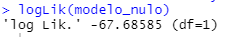 > logLik(modelo_nulo)
'log Lik.' -67.68585 (df=1)